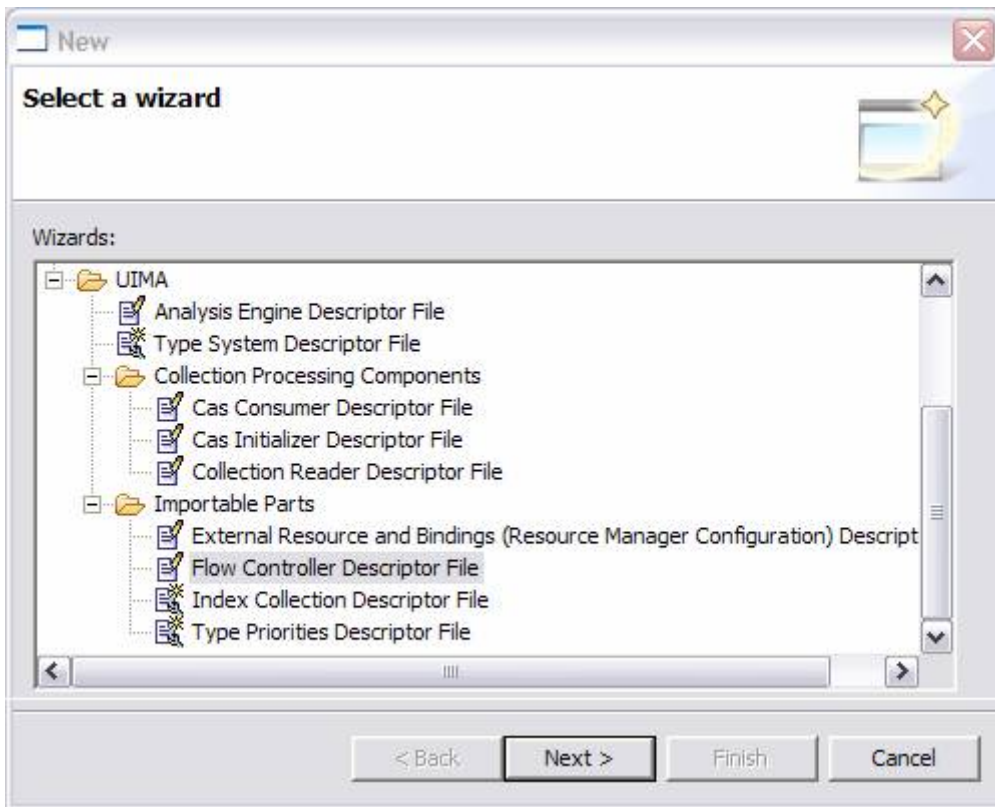 New
Select a wizard
Wizards:
UIMA
Analysis Engine Descriptor File
Type System Descriptor File
Collection Processing Components
Cas Consumer Descriptor File
Cas Initializer Descriptor File
Collection Reader Descriptor File
Importable Parts
External Resource and Bindings (Resource Manager Configuration) Descript
Flow Controller Descriptor File
Index Collection Descriptor File
Type Priorities Descriptor File
< Back Next > Finish Cancel